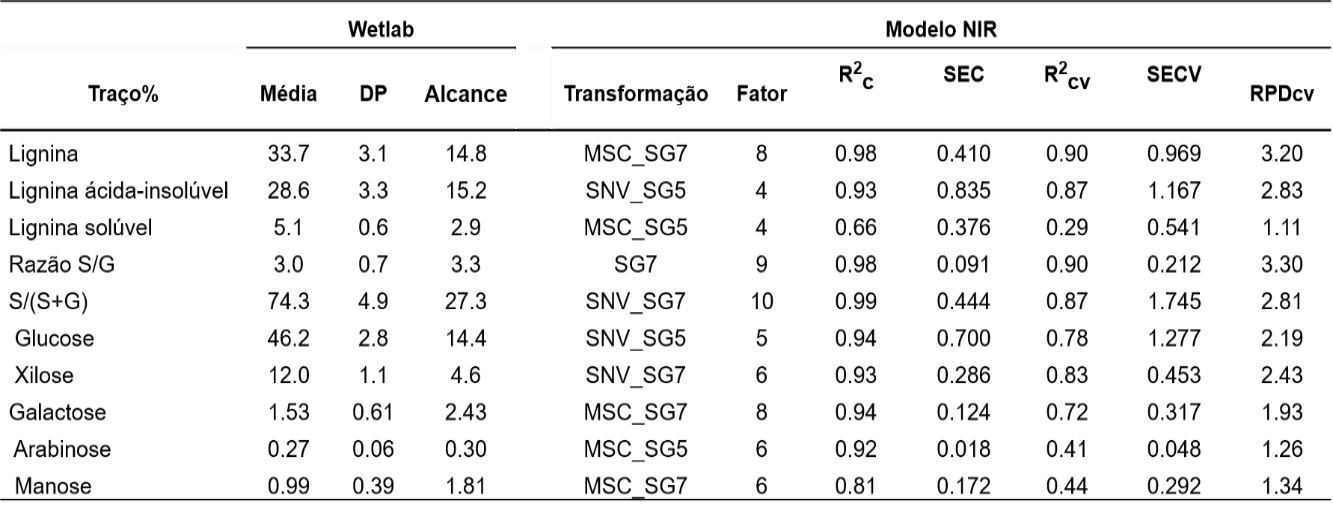 Wetlab Modelo NIR
Traço% Média DP Alcance Transformação Fator R²c SEC R²cv SECV RPDcv
Lignina 33.7 3.1 14.8 MSC_SG7 8 0.98 0.410 0.90 0.969 3.20
Lignina ácida-insolúvel 28.6 3.3 15.2 SNV_SG5 4 0.93 0.835 0.87 1.167 2.83
Lignina solúvel 5.1 0.6 2.9 MSC_SG5 4 0.66 0.376 0.29 0.541 1.11
Razão S/G 3.0 0.7 3.3 SG7 9 0.98 0.091 0.90 0.212 3.30
S/(S+G) 74.3 4.9 27.3 SNV_SG7 10 0.99 0.444 0.87 1.745 2.81
Glucose 46.2 2.8 14.4 SNV_SG5 5 0.94 0.700 0.78 1.277 2.19
Xilose 12.0 1.1 4.6 SNV_SG7 6 0.93 0.286 0.83 0.453 2.43
Galactose 1.53 0.61 2.43 MSC_SG7 8 0.94 0.124 0.72 0.317 1.93
Arabinose 0.27 0.06 0.30 MSC_SG5 6 0.92 0.018 0.41 0.048 1.26
Manose 0.99 0.39 1.81 MSC_SG7 6 0.81 0.172 0.44 0.292 1.34